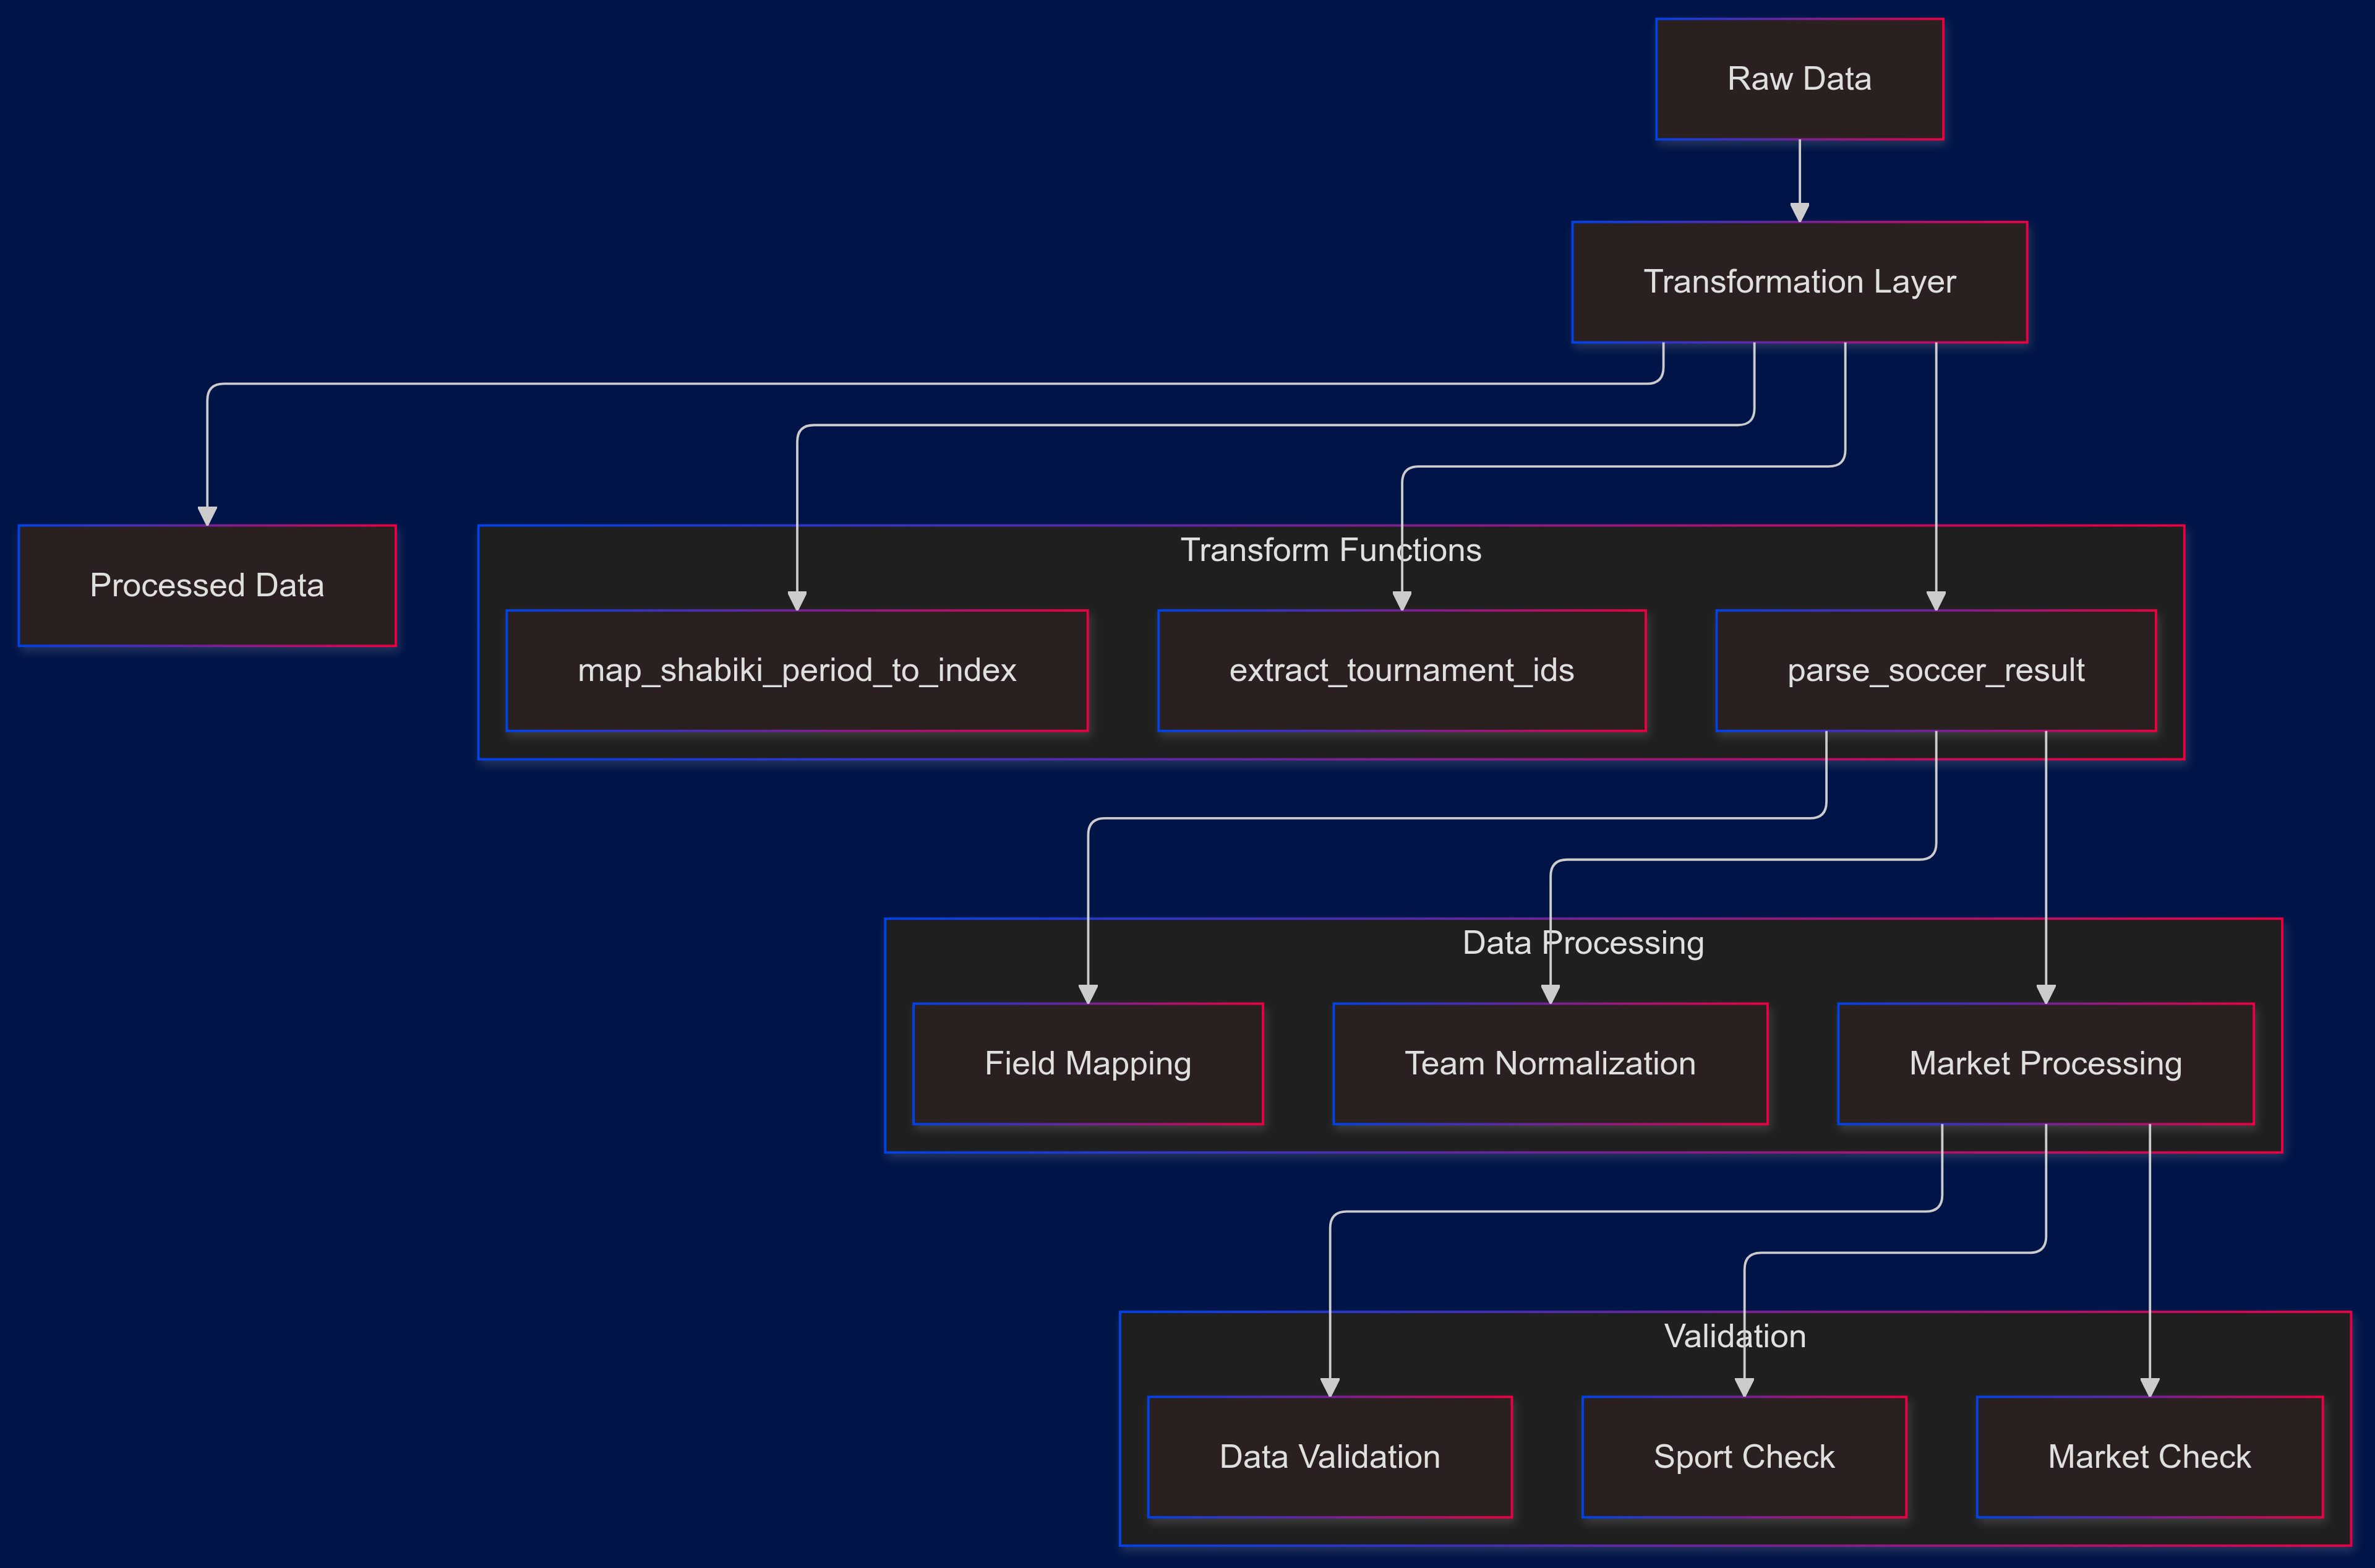 Raw Data
Transformation Layer
Processed Data
Transform Functions
map_shabiki_period_to_index
extract_tournament_ids
parse_soccer_result
Data Processing
Field Mapping
Team Normalization
Market Processing
Validation
Data Validation
Sport Check
Market Check